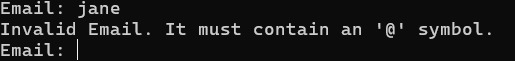 Email: jane
Invalid Email. It must contain an '@' symbol.
Email: